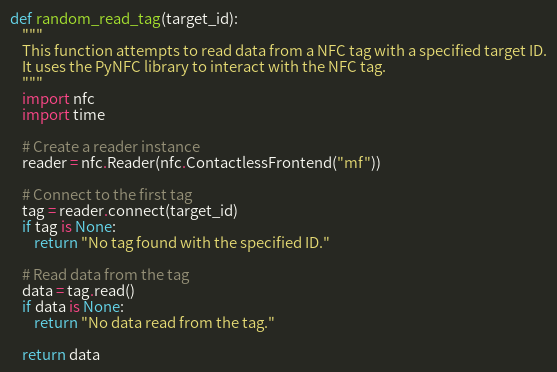 def random_read_tag(target_id):
    """
    This function attempts to read data from a NFC tag with a specified target ID.
    It uses the PyNFC library to interact with the NFC tag.
    """
    import nfc
    import time

    # Create a reader instance
    reader = nfc.Reader(nfc.ContactlessFrontend("mf"))

    # Connect to the first tag
    tag = reader.connect(target_id)
    if tag is None:
        return "No tag found with the specified ID."

    # Read data from the tag
    data = tag.read()
    if data is None:
        return "No data read from the tag."

    return data